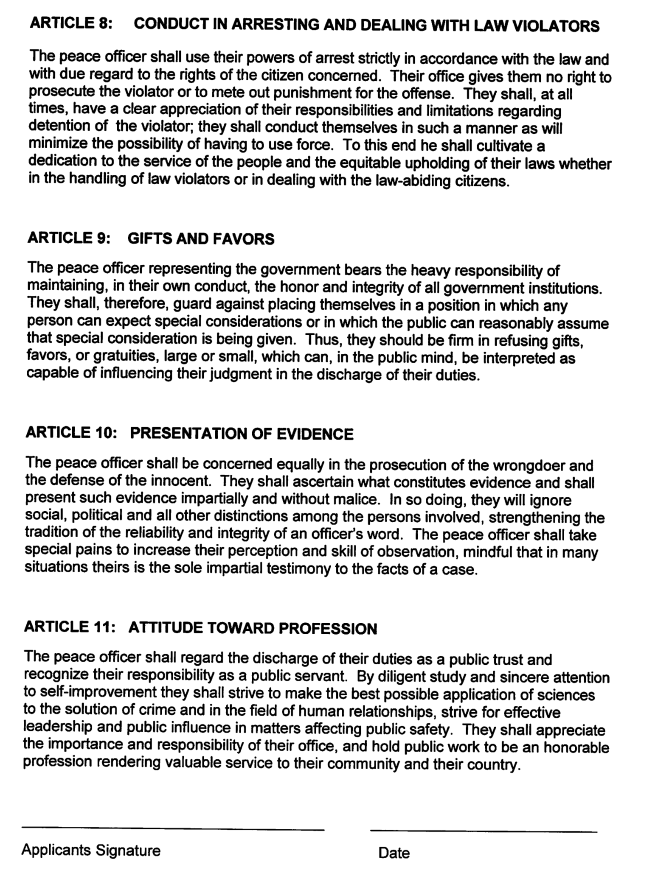 ARTICLE 8: CONDUCT IN ARRESTING AND DEALING WITH LAW VIOLATORS
The peace officer shall use their powers of arrest strictly in accordance with the law and
with due regard to the rights of the citizen concerned. Their office gives them no right to
prosecute the violator or to mete out punishment for the offense. They shall, at all
times, have a clear appreciation of their responsibilities and limitations regarding
detention of the violator; they shall conduct themselves in such a manner as will
minimize the possibility of having to use force. To this end he shall cultivate a
dedication to the service of the people and the equitable upholding of their laws whether
in the handling of law violators or in dealing with the law-abiding citizens.
ARTICLE 9: GIFTS AND FAVORS
The peace officer representing the government bears the heavy responsibility of
maintaining, in their own conduct, the honor and integrity of all government institutions.
They shall, therefore, guard against placing themselves in a position in which any
person can expect special considerations or in which the public can reasonably assume
that special consideration is being given. Thus, they should be firm in refusing gifts,
favors, or gratuities, large or small, which can, in the public mind, be interpreted as
capable of influencing their judgment in the discharge of their duties.
ARTICLE 10: PRESENTATION OF EVIDENCE
The peace officer shall be concerned equally in the prosecution of the wrongdoer and
the defense of the innocent. They shall ascertain what constitutes evidence and shall
present such evidence impartially and without malice. In so doing, they will ignore
social, political and all other distinctions among the persons involved, strengthening the
tradition of the reliability and integrity of an officer's word. The peace officer shall take
special pains to increase their perception and skill of observation, mindful that in many
situations theirs is the sole impartial testimony to the facts of a case.
ARTICLE 11: ATTITUDE TOWARD PROFESSION
The peace officer shall regard the discharge of their duties as a public trust and
recognize their responsibility as a public servant. By diligent study and sincere attention
to self-improvement they shall strive to make the best possible application of sciences
to the solution of crime and in the field of human relationships, strive for effective
leadership and public influence in matters affecting public safety. They shall appreciate
the importance and responsibility of their office, and hold public work to be an honorable
profession rendering valuable service to their community and their country.
Applicants Signature
Date